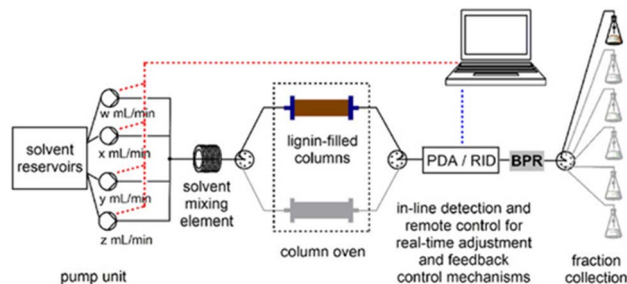 solvent
reservoirs
w mL/min
x mL/min
y mL/min
z mL/min
pump unit
solvent
mixing
element
lignin-filled
columns
column oven
PDA / RID
BPR
in-line detection and
remote control for
real-time adjustment
and feedback
control mechanisms
fraction
collection